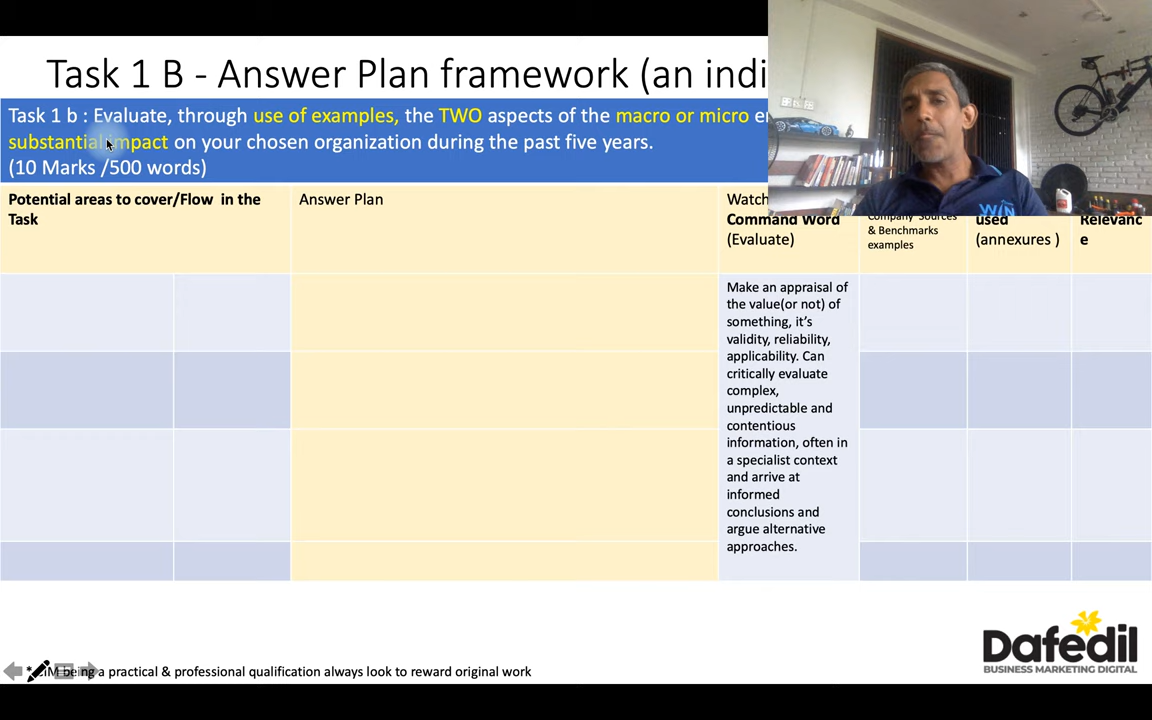 Task 1 B - Answer Plan framework (an indi
Task 1 b : Evaluate, through use of examples, the TWO aspects of the macro or micro en
substantial impact on your chosen organization during the past five years.
(10 Marks /500 words)
Potential areas to cover/Flow in the
Task
Answer Plan
Watch
Command Word
(Evaluate)
Company Sources
& Benchmarks
examples
used
(annexures )
Relevanc
e
Make an appraisal of
the value(or not) of
something, it's
validity, reliability,
applicability. Can
critically evaluate
complex,
unpredictable and
contentious
information, often in
a specialist context
and arrive at
informed
conclusions and
argue alternative
approaches.
WiN
Dafedil
BUSINESS MARKETING DIGITAL
being a practical & professional qualification always look to reward original work